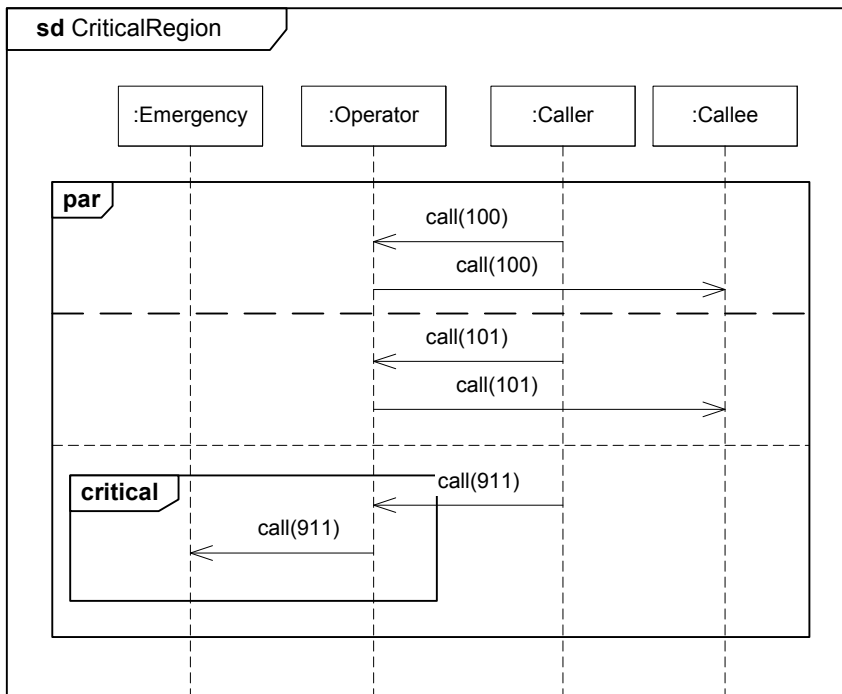 sd CriticalRegion
:Emergency :Operator :Caller :Callee
par
call(100)
call(100)
call(101)
call(101)
critical
call(911)
call(911)